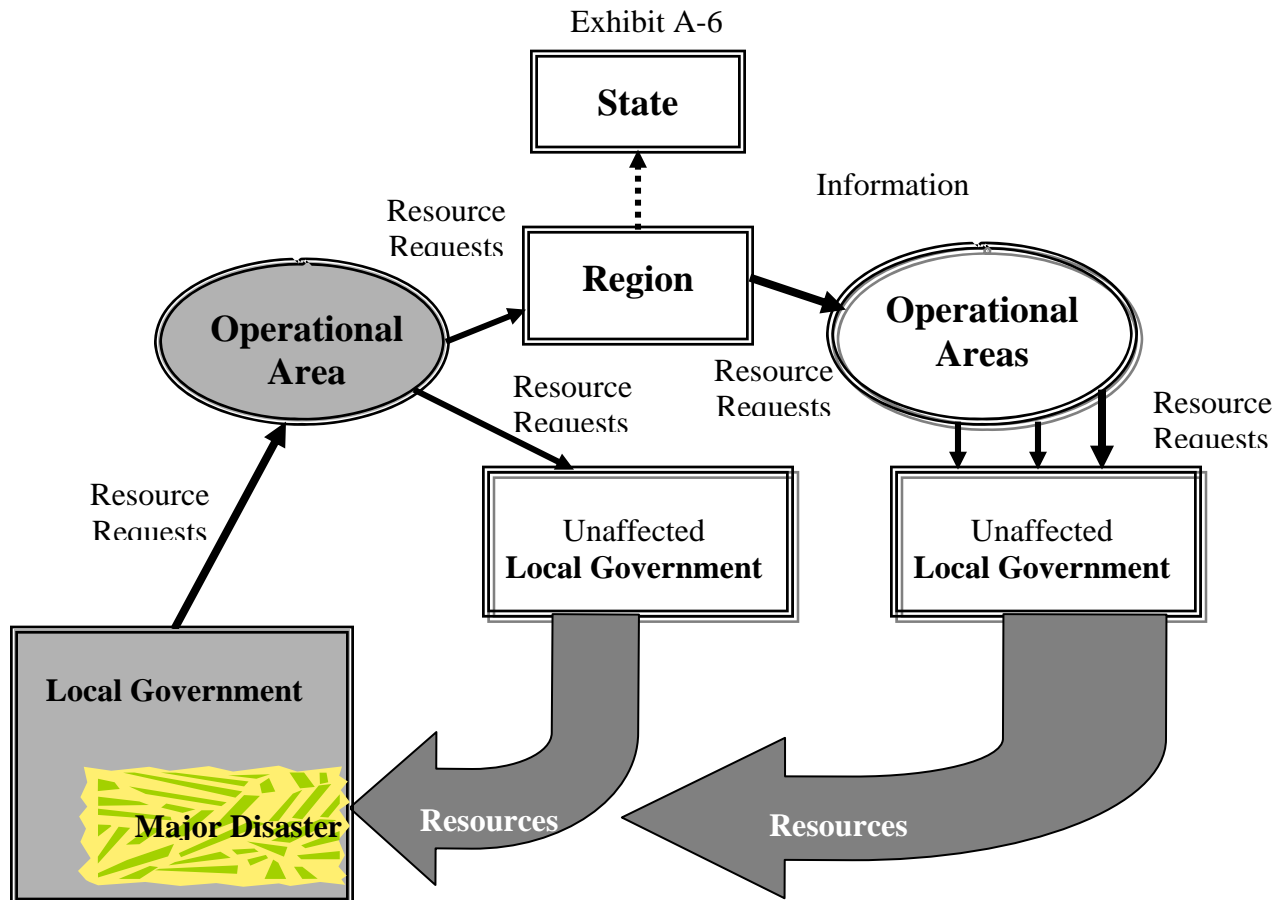 Exhibit A-6
State
Information
Resource
Requests
Region
Operational
Area
Operational
Areas
Resource
Requests
Resource
Requests
Resource
Requests
Resource
Requests
Unaffected
Local Government
Unaffected
Local Government
Local Government
Major Disaster
Resources
Resources